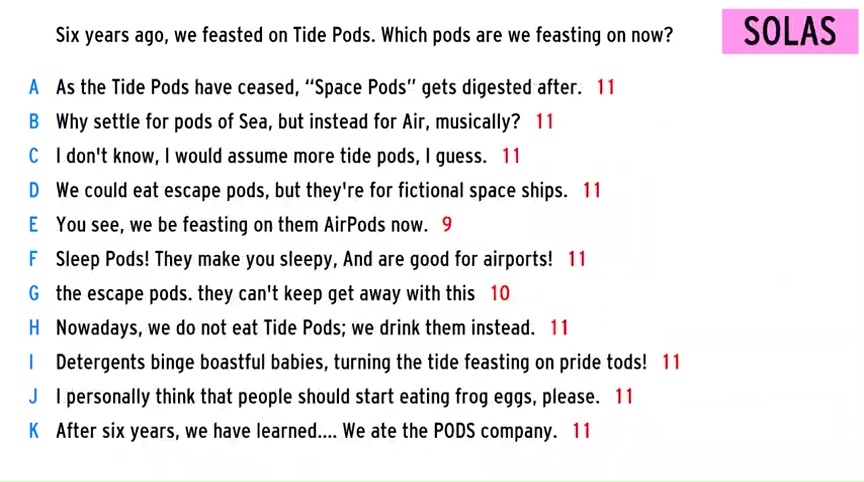 Six years ago, we feasted on Tide Pods. Which pods are we feasting on now?
SOLAS
A As the Tide Pods have ceased, “Space Pods” gets digested after. 11
B Why settle for pods of Sea, but instead for Air, musically? 11
C I don't know, I would assume more tide pods, I guess. 11
D We could eat escape pods, but they're for fictional space ships. 11
E You see, we be feasting on them AirPods now. 9
F Sleep Pods! They make you sleepy, And are good for airports! 11
G the escape pods. they can't keep get away with this 10
H Nowadays, we do not eat Tide Pods; we drink them instead. 11
I Detergents binge boastful babies, turning the tide feasting on pride tods! 11
J I personally think that people should start eating frog eggs, please. 11
K After six years, we have learned.... We ate the PODS company. 11